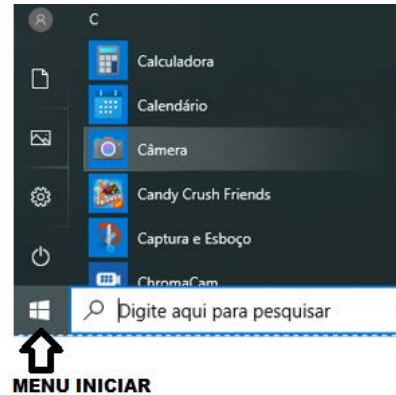 C
Calculadora
Calendário
Câmera
Candy Crush Friends
Captura e Esboço
ChromaCam
Digite aqui para pesquisar
MENU INICIAR